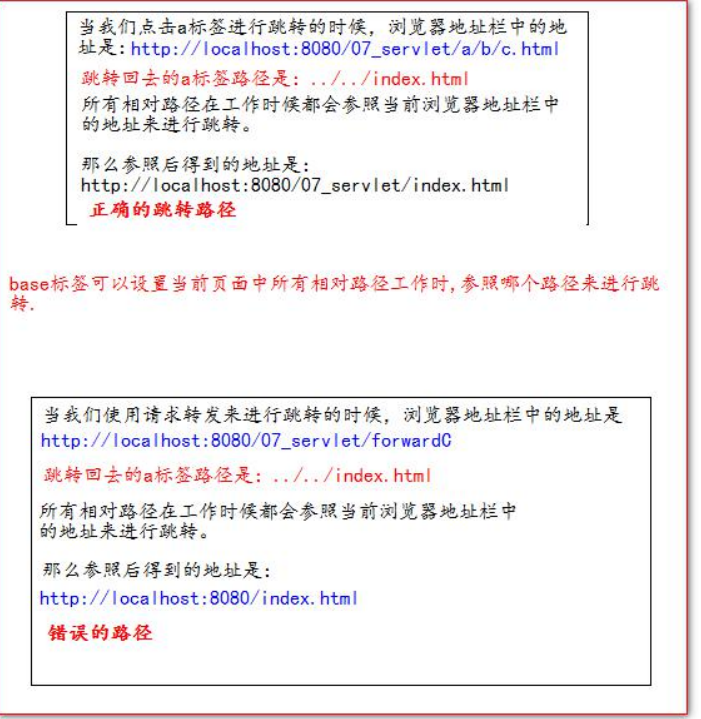 当我们点击a标签进行跳转的时候，浏览器地址栏中的地
址是:http://localhost:8080/07_servlet/a/b/c.html
跳转回去的a标签路径是: ../../index.html
所有相对路径在工作时候都会参照当前浏览器地址栏中
的地址来进行跳转。
那么参照后得到的地址是:
http://localhost:8080/07_servlet/index.html
正确的跳转路径
base标签可以设置当前页面中所有相对路径工作时,参照哪个路径来进行跳
转.
当我们使用请求转发来进行跳转的时候，浏览器地址栏中的地址是
http://localhost:8080/07_servlet/forwardC
跳转回去的a标签路径是: ../../index.html
所有相对路径在工作时候都会参照当前浏览器地址栏中
的地址来进行跳转。
那么参照后得到的地址是:
http://localhost:8080/index.html
错误的路径